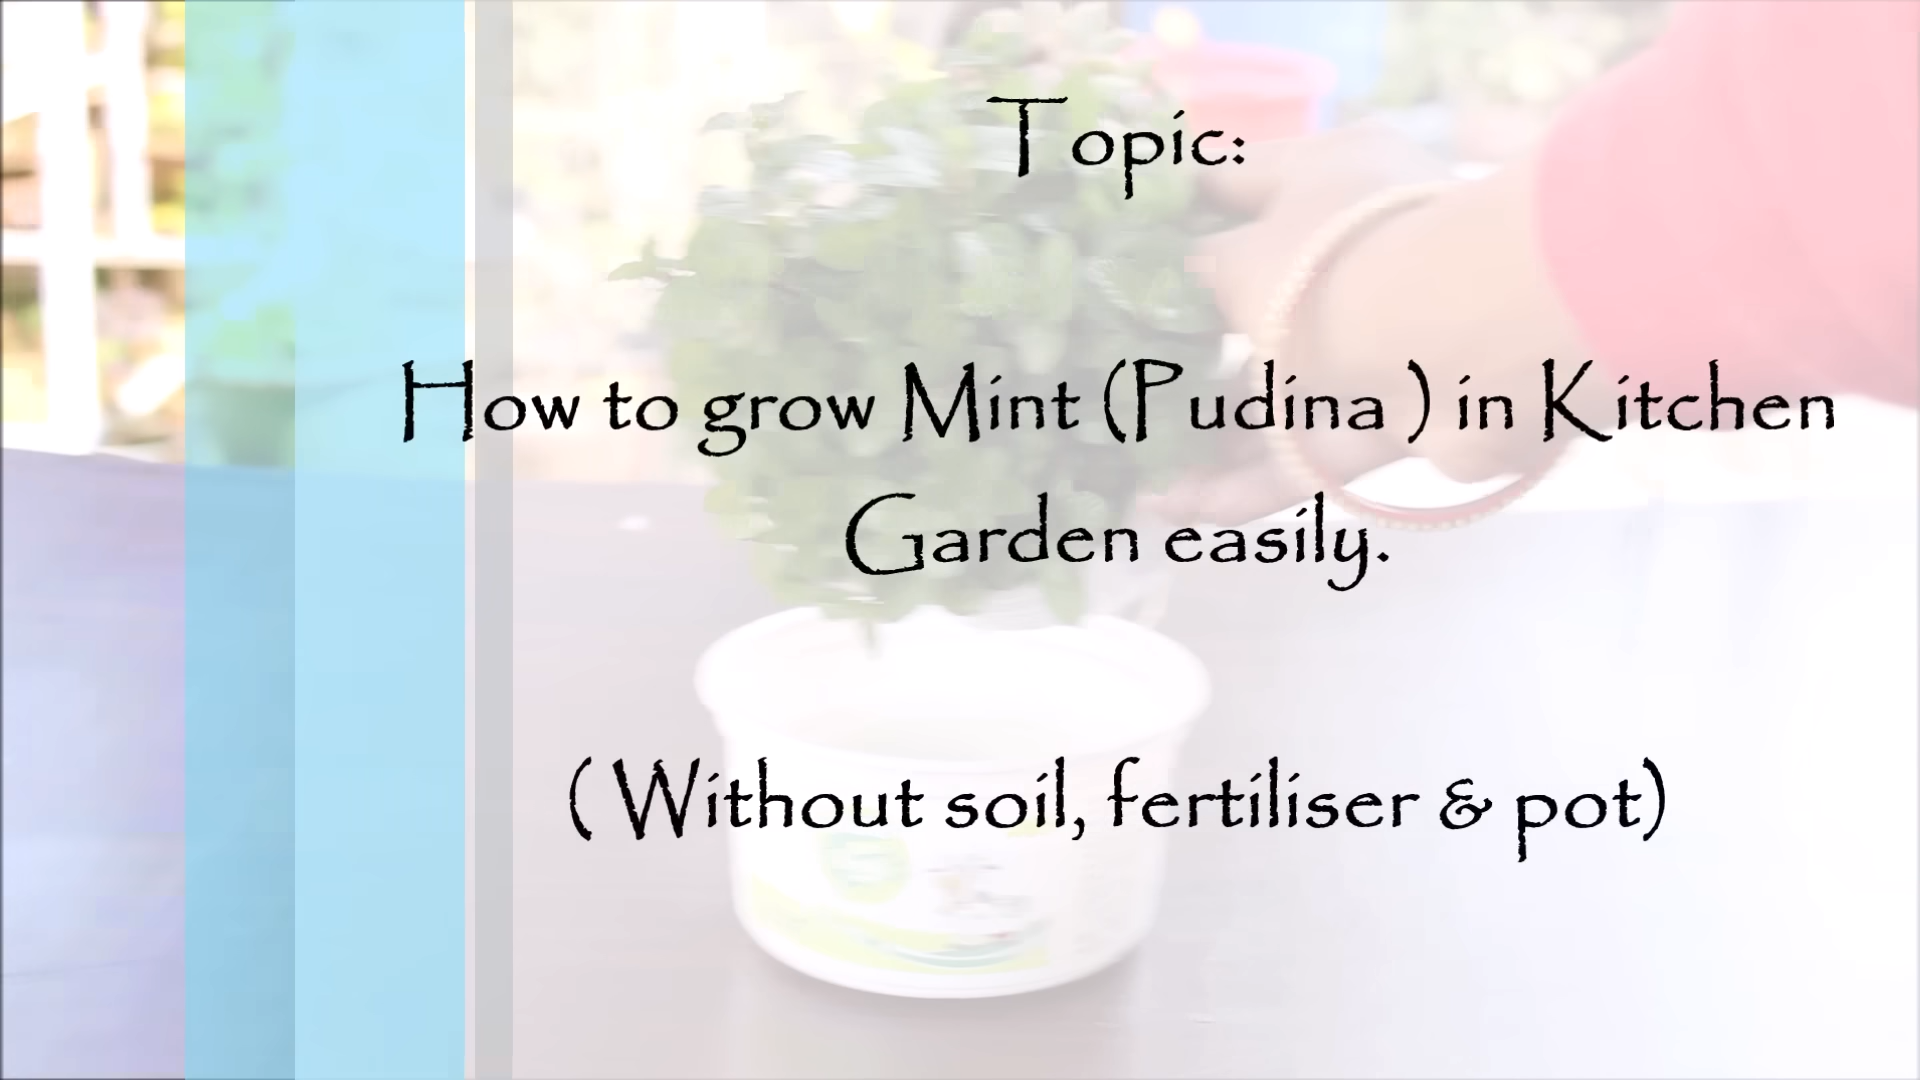 Topic:
How to grow Mint (Pudina ) in Kitchen
Garden easily.
( Without soil, fertiliser & pot)